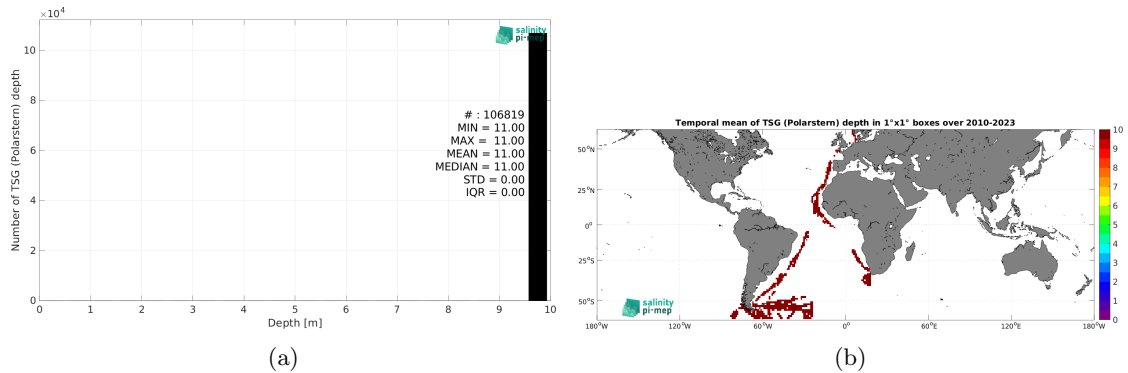 ×10⁴
10
8
6
4
2
0
Number of TSG (Polarstern) depth
salinity
pi-mep
# : 106819
MIN = 11.00
MAX = 11.00
MEAN = 11.00
MEDIAN = 11.00
STD = 0.00
IQR = 0.00
0 1 2 3 4 5 6 7 8 9 10
Depth [m]
(a)
Temporal mean of TSG (Polarstern) depth in 1°x1° boxes over 2010-2023
50°N
25°N
0°
25°S
50°S
salinity
pi-mep
180°W 120°W 60°W 0° 60°E 120°E 180°W
10
9
8
7
6
5
4
3
2
1
0
(b)